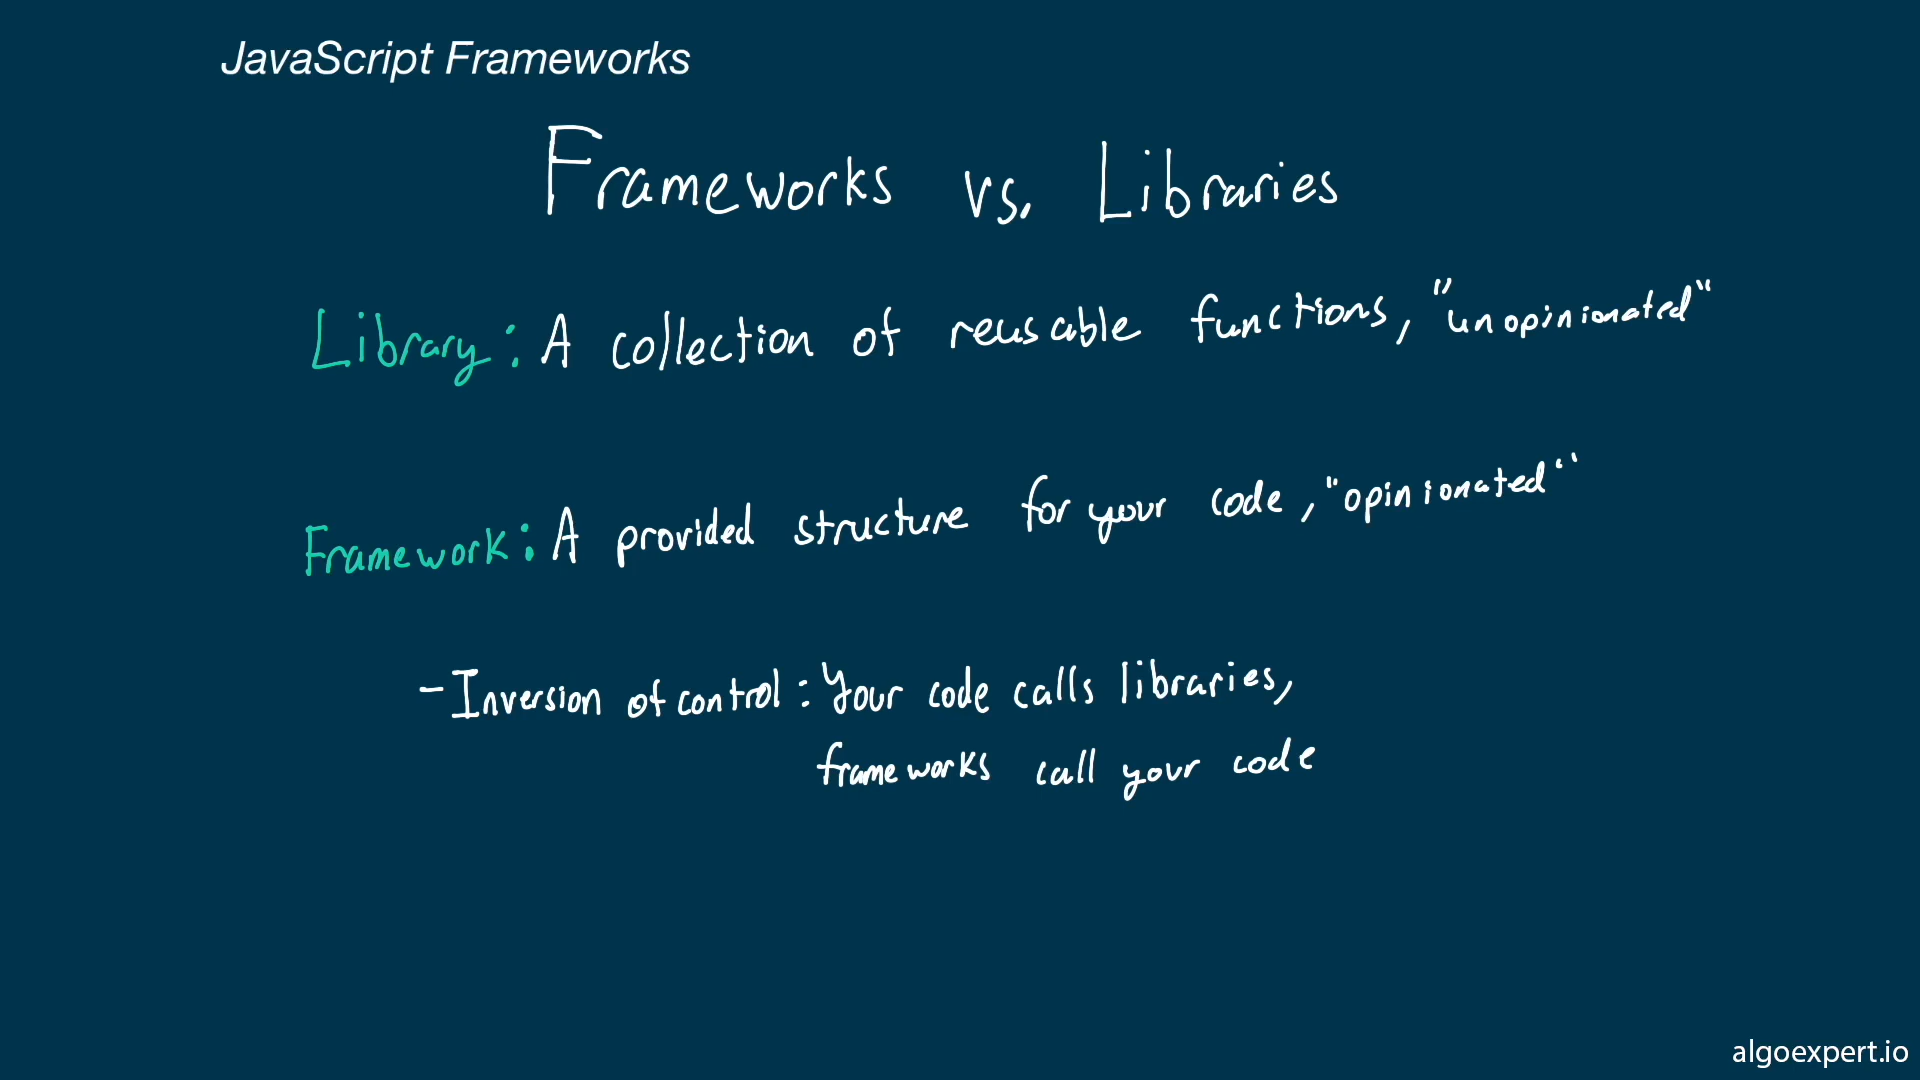 JavaScript Frameworks
Frameworks vs. Libraries
Library: A collection of reusable functions, "unopinionated"
Framework: A provided structure for your code, "opinionated"
- Inversion of control: Your code calls libraries,
frameworks call your code
algoexpert.io